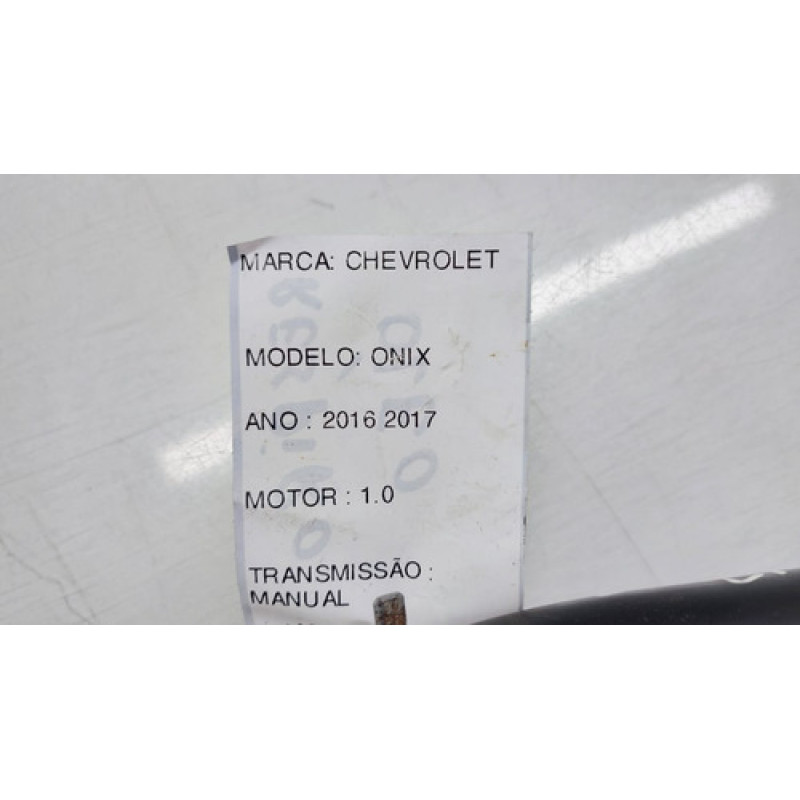 MARCA: CHEVROLET
MODELO: ONIX
ANO : 2016 2017
MOTOR : 1.0
TRANSMISSÃO :
MANUAL